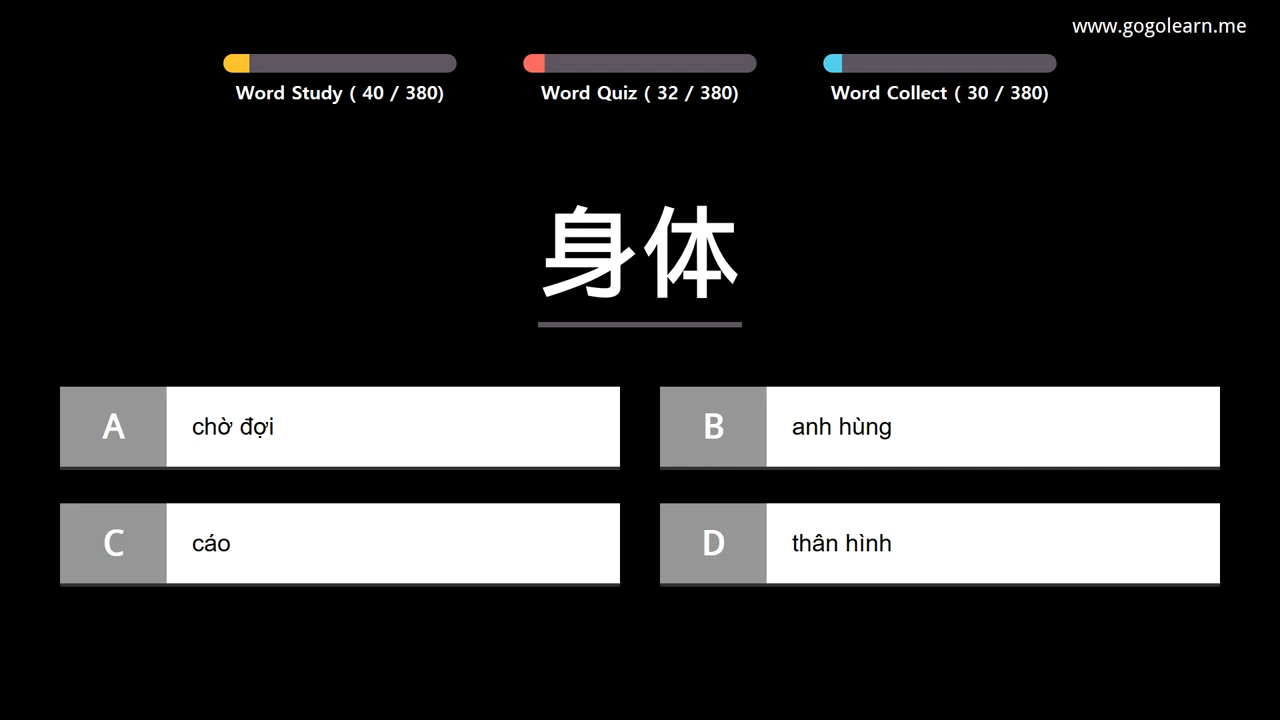 www.gogolearn.me
Word Study ( 40 / 380)
Word Quiz ( 32 / 380)
Word Collect ( 30 / 380)
身体
A chờ đợi
B anh hùng
C cáo
D thân hình